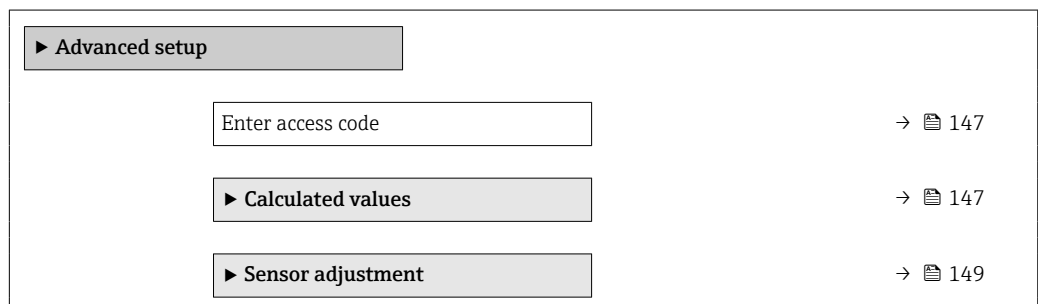 ▶ Advanced setup
Enter access code → 147
▶ Calculated values → 147
▶ Sensor adjustment → 149